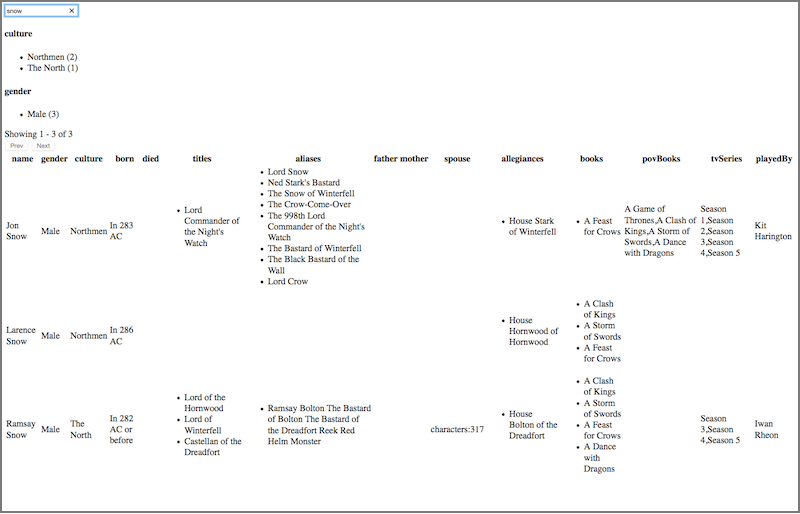 snow ×
culture
• Northmen (2)
• The North (1)
gender
• Male (3)
Showing 1 - 3 of 3
Prev Next
name gender culture born died titles aliases father mother spouse allegiances books povBooks tvSeries playedBy
Jon
Snow
Male
Northmen
In 283
AC
• Lord
Commander of
the Night's
Watch
• Lord Snow
• Ned Stark's Bastard
• The Snow of Winterfell
• The Crow-Come-Over
• The 998th Lord
Commander of the Night's
Watch
• The Bastard of Winterfell
• The Black Bastard of the
Wall
• Lord Crow
• House Stark
of Winterfell
• A Feast
for Crows
A Game of
Thrones,A Clash of
Kings,A Storm of
Swords,A Dance
with Dragons
Season
1,Season
2,Season
3,Season
4,Season 5
Kit
Harington
Larence
Snow
Male
Northmen
In 286
AC
• House
Hornwood of
Hornwood
• A Clash
of Kings
• A Storm
of Swords
• A Feast
for Crows
Ramsay
Snow
Male
The
North
In 282
AC or
before
• Lord of the
Hornwood
• Lord of
Winterfell
• Castellan of the
Dreadfort
• Ramsay Bolton The Bastard
of Bolton The Bastard of
the Dreadfort Reek Red
Helm Monster
characters:317
• House
Bolton of the
Dreadfort
• A Clash
of Kings
• A Storm
of Swords
• A Feast
for Crows
• A Dance
with
Dragons
Season
3,Season
4,Season 5
Iwan
Rheon